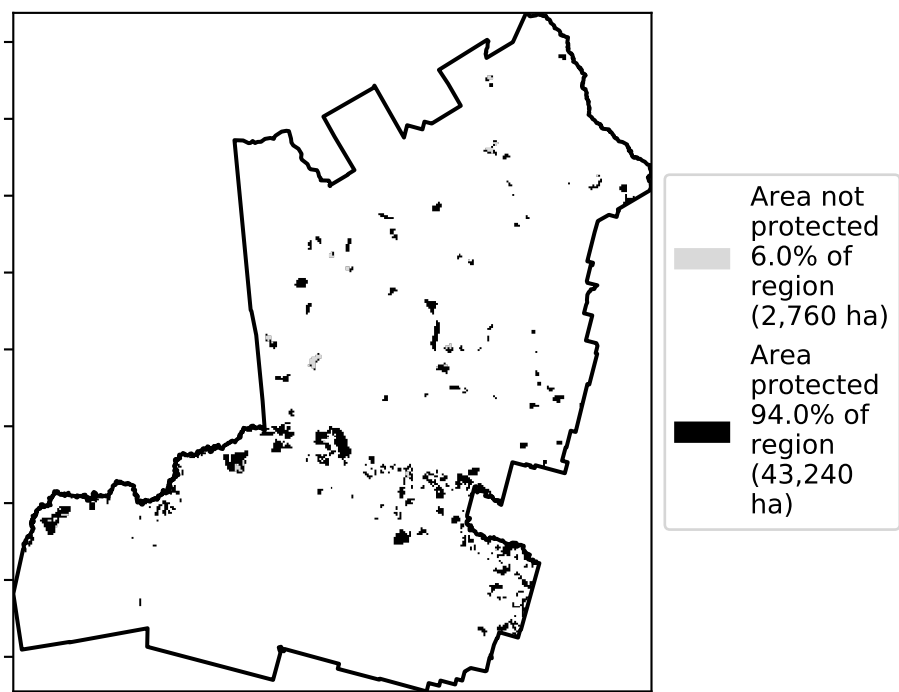 Area not
protected
6.0% of
region
(2,760 ha)
Area
protected
94.0% of
region
(43,240
ha)